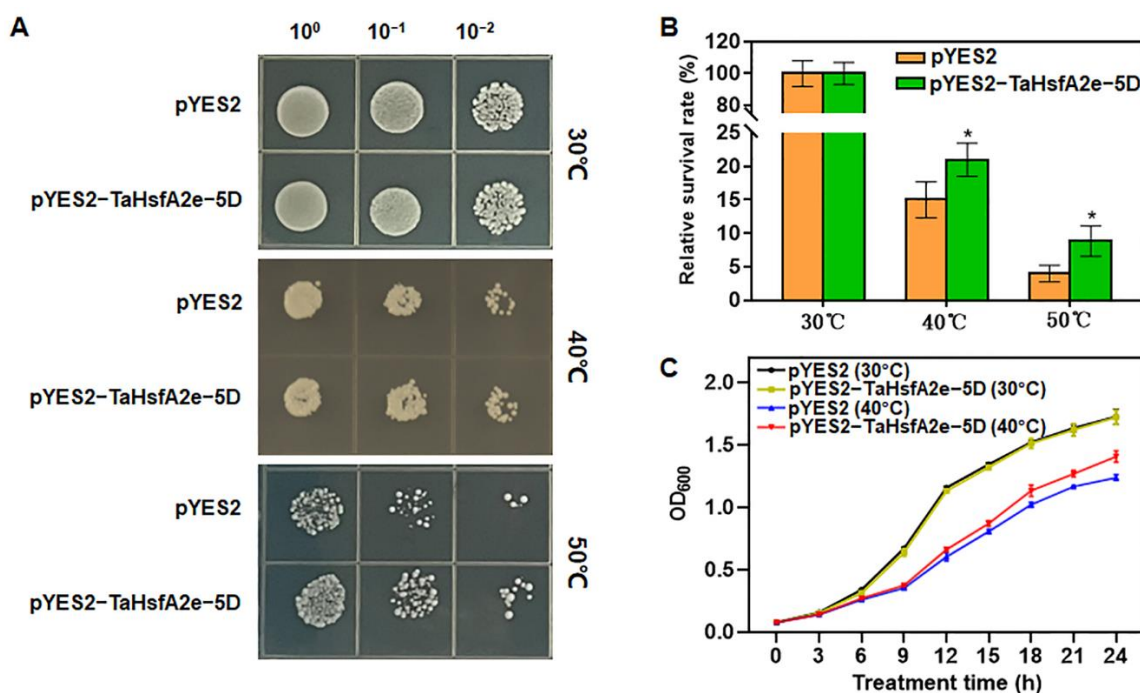 A
10⁰ 10⁻¹ 10⁻²
pYES2
pYES2−TaHsfA2e−5D
30℃
pYES2
pYES2−TaHsfA2e−5D
40℃
pYES2
pYES2−TaHsfA2e−5D
50℃
B
Relative survival rate (%)
120
100
80
25
20
15
10
5
0
pYES2
pYES2−TaHsfA2e−5D
*
*
30℃ 40℃ 50℃
C
OD₆₀₀
2.0
1.5
1.0
0.5
0.0
pYES2 (30°C)
pYES2−TaHsfA2e−5D (30°C)
pYES2 (40°C)
pYES2−TaHsfA2e−5D (40°C)
0 3 6 9 12 15 18 21 24
Treatment time (h)